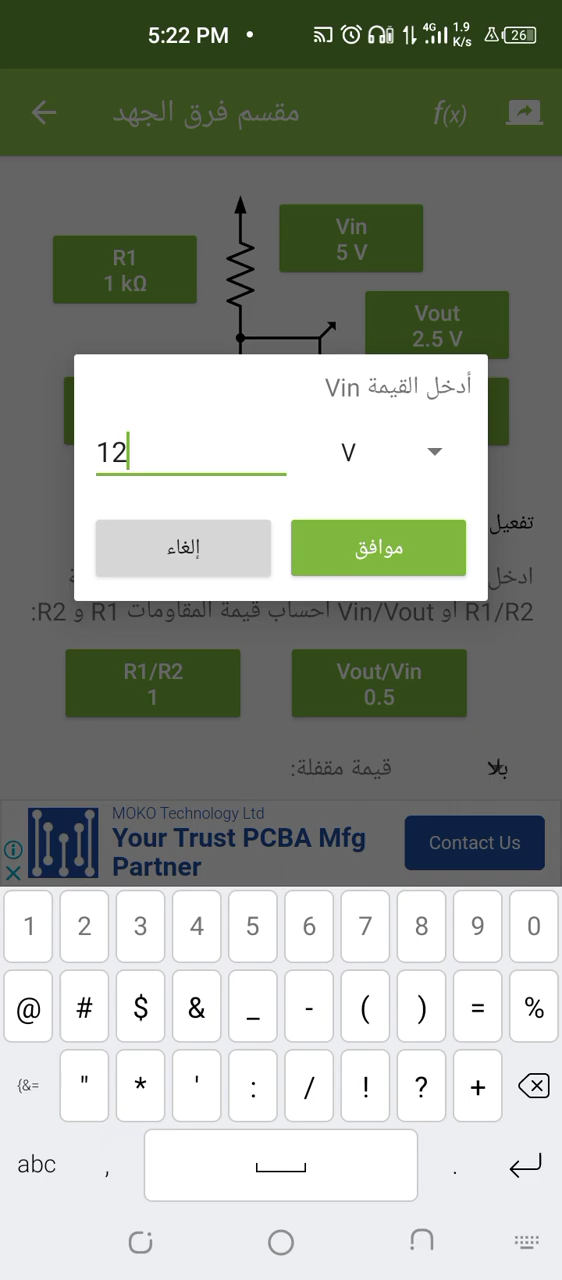 5:22 PM
4G 1.9 K/s
26
مقسم فرق الجهد
f(x)
Vin
5 V
R1
1 kΩ
Vout
2.5 V
أدخل القيمة Vin
12
V
إلغاء
موافق
تفعيل
ادخل
R1/R2 او Vin/Vout احساب قيمة المقاومات R1 و R2:
R1/R2
1
Vout/Vin
0.5
قيمة مقفلة:
بلا
MOKO Technology Ltd
Your Trust PCBA Mfg
Partner
Contact Us
1 2 3 4 5 6 7 8 9 0
@ # $ & _ - ( ) = %
{&= " * ' : / ! ? +
abc , .